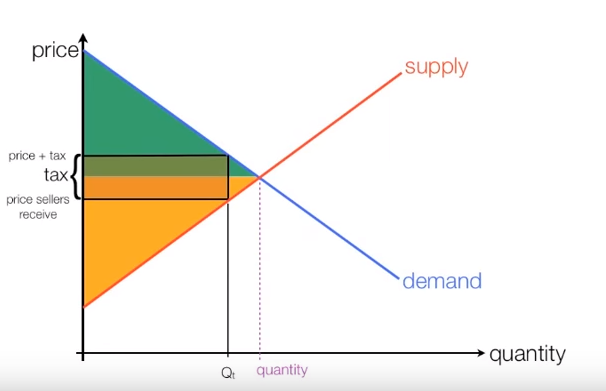 price
supply
price + tax
tax
price sellers
receive
demand
quantity
Qt
quantity